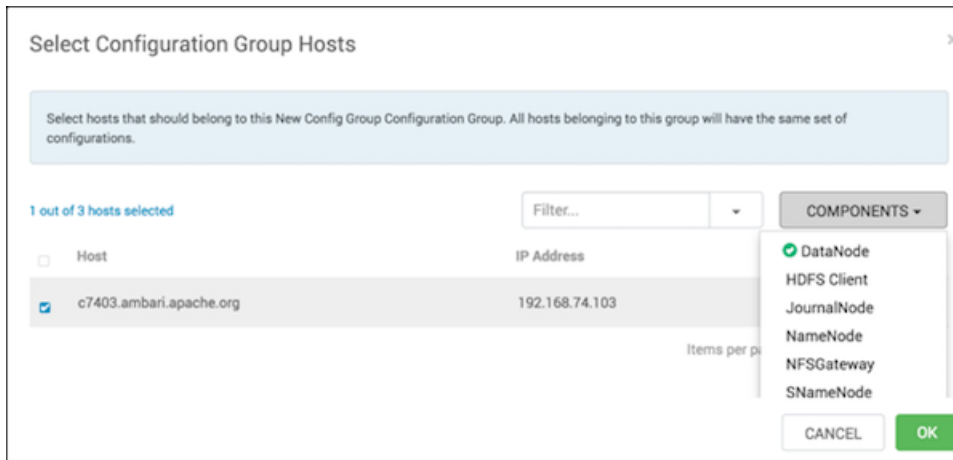 Select Configuration Group Hosts
Select hosts that should belong to this New Config Group Configuration Group. All hosts belonging to this group will have the same set of
configurations.
1 out of 3 hosts selected
Filter...
COMPONENTS
Host
IP Address
DataNode
HDFS Client
c7403.ambari.apache.org
192.168.74.103
JournalNode
NameNode
Items per
NFSGateway
SNameNode
CANCEL
OK